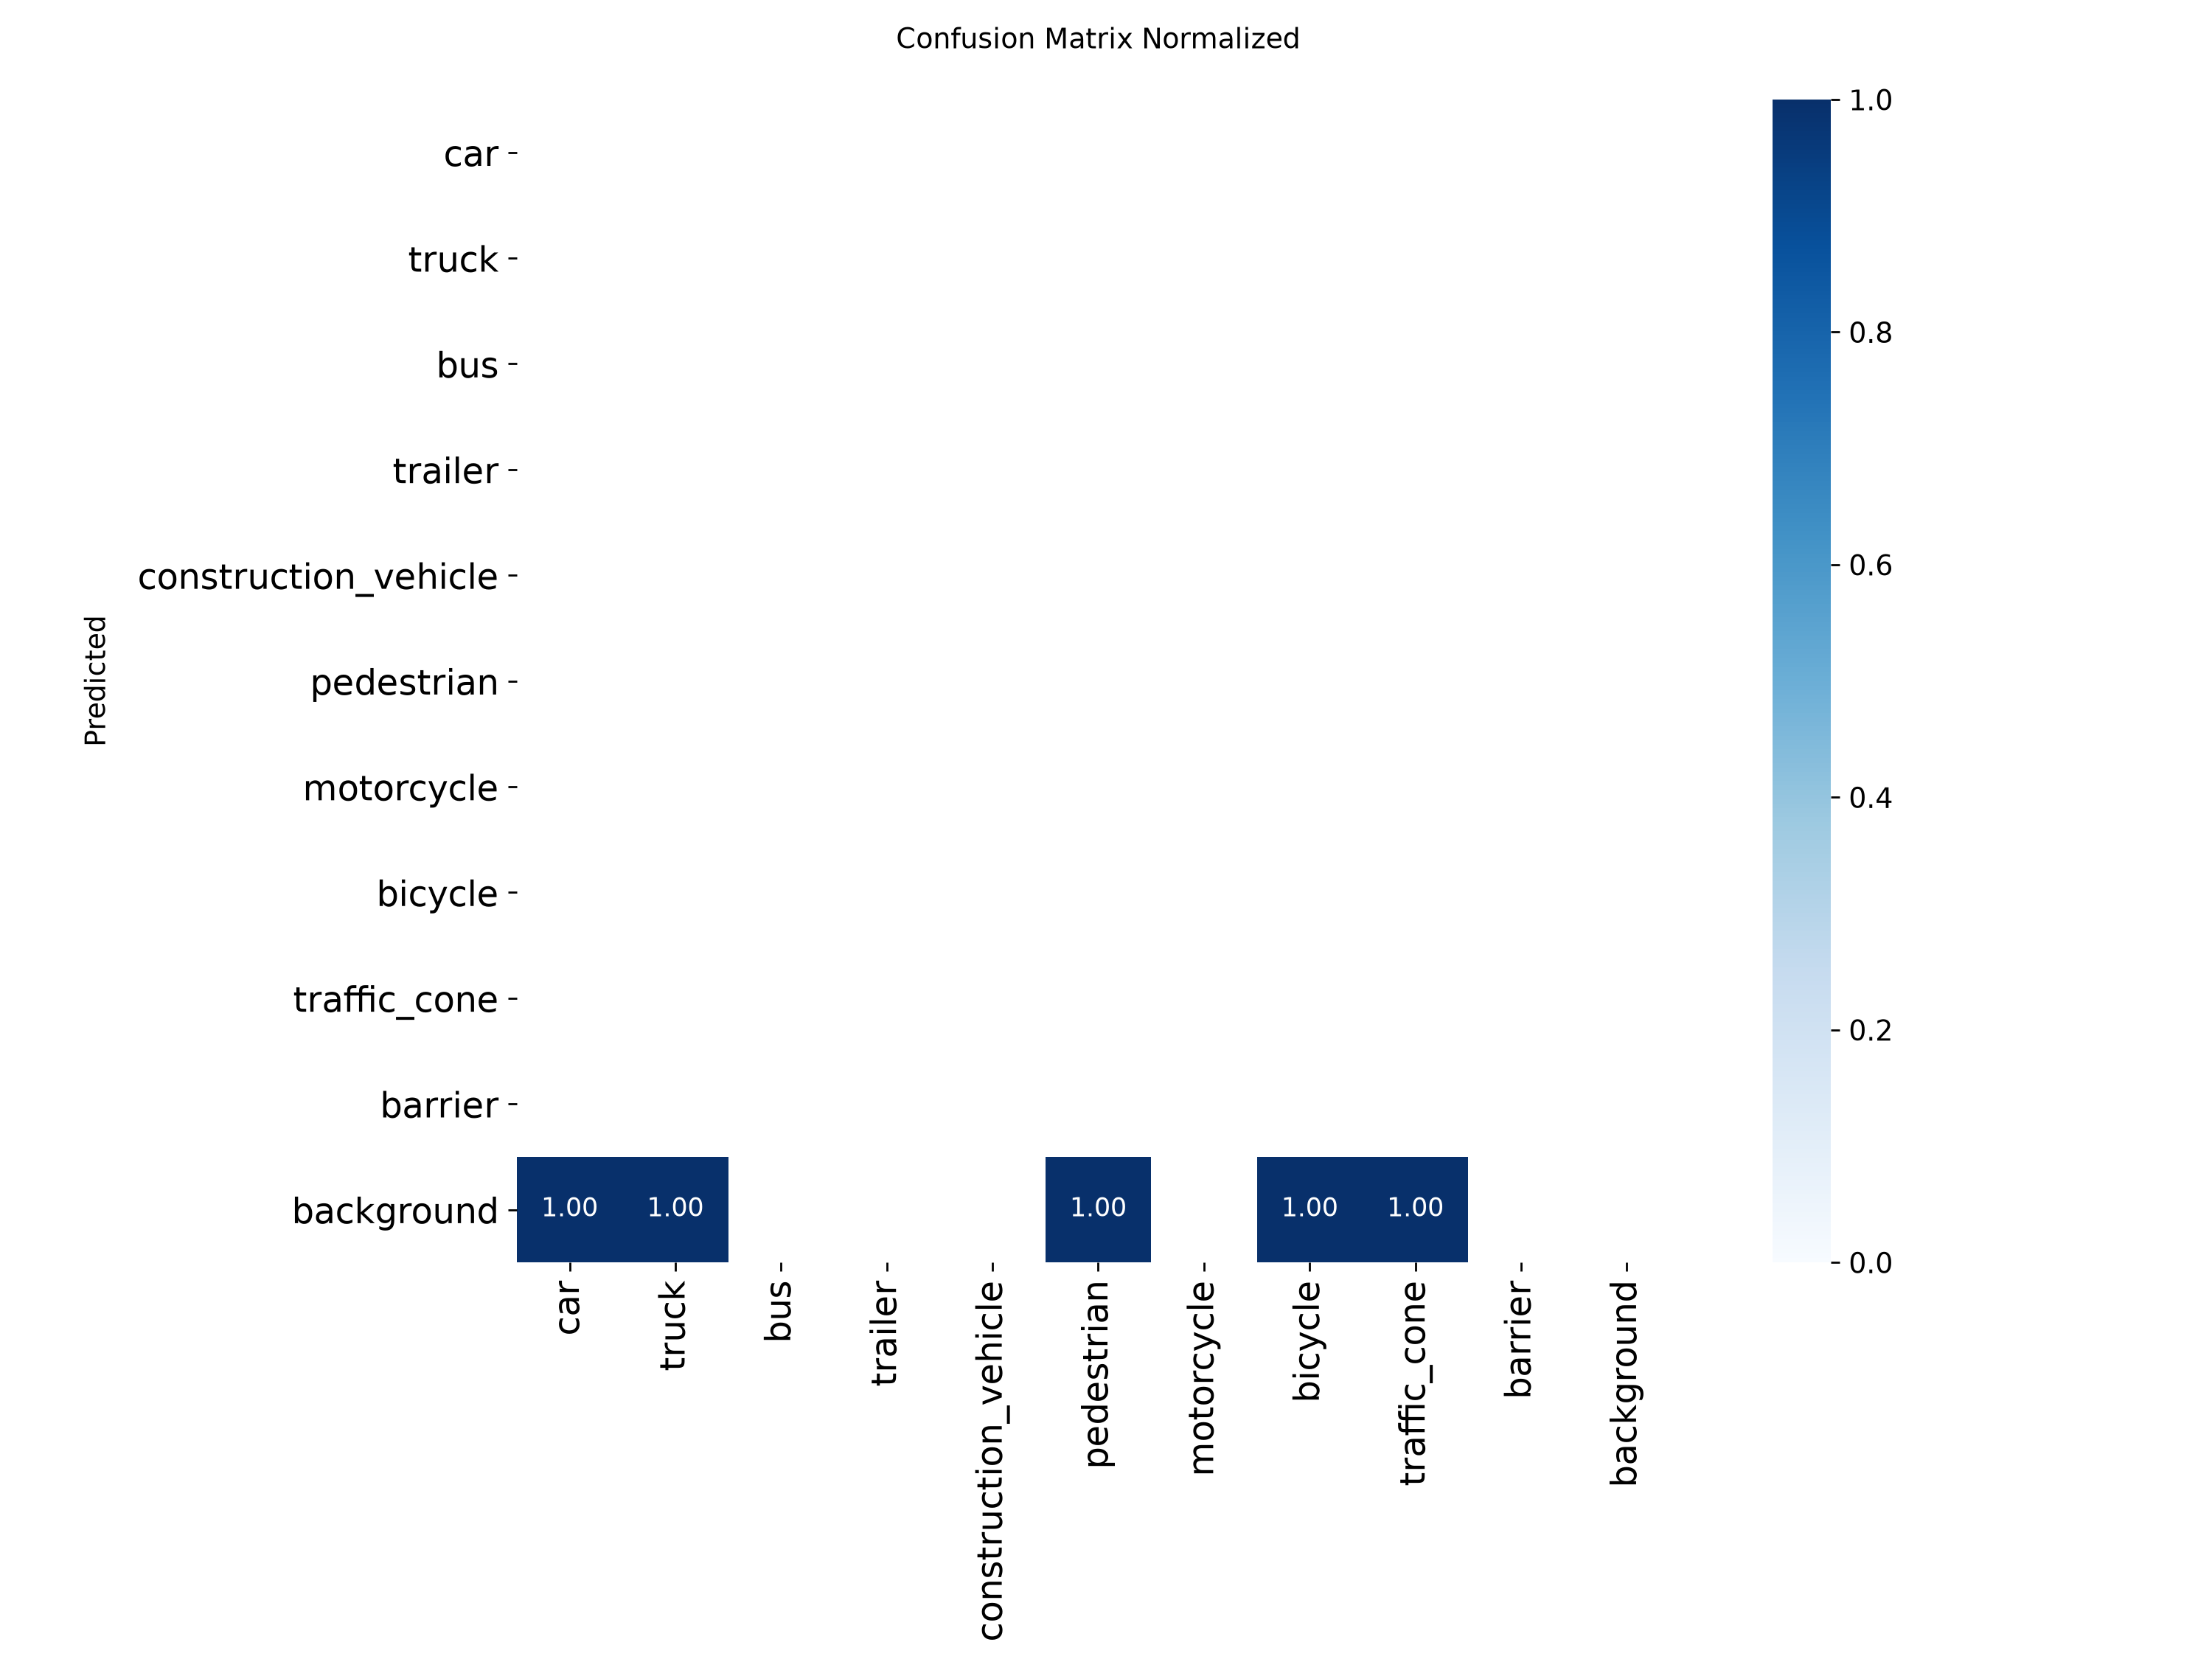 Confusion Matrix Normalized
Predicted
car
truck
bus
trailer
construction_vehicle
pedestrian
motorcycle
bicycle
traffic_cone
barrier
background
1.00 1.00 1.00 1.00 1.00
car
truck
bus
trailer
construction_vehicle
pedestrian
motorcycle
bicycle
traffic_cone
barrier
background
1.0
0.8
0.6
0.4
0.2
0.0